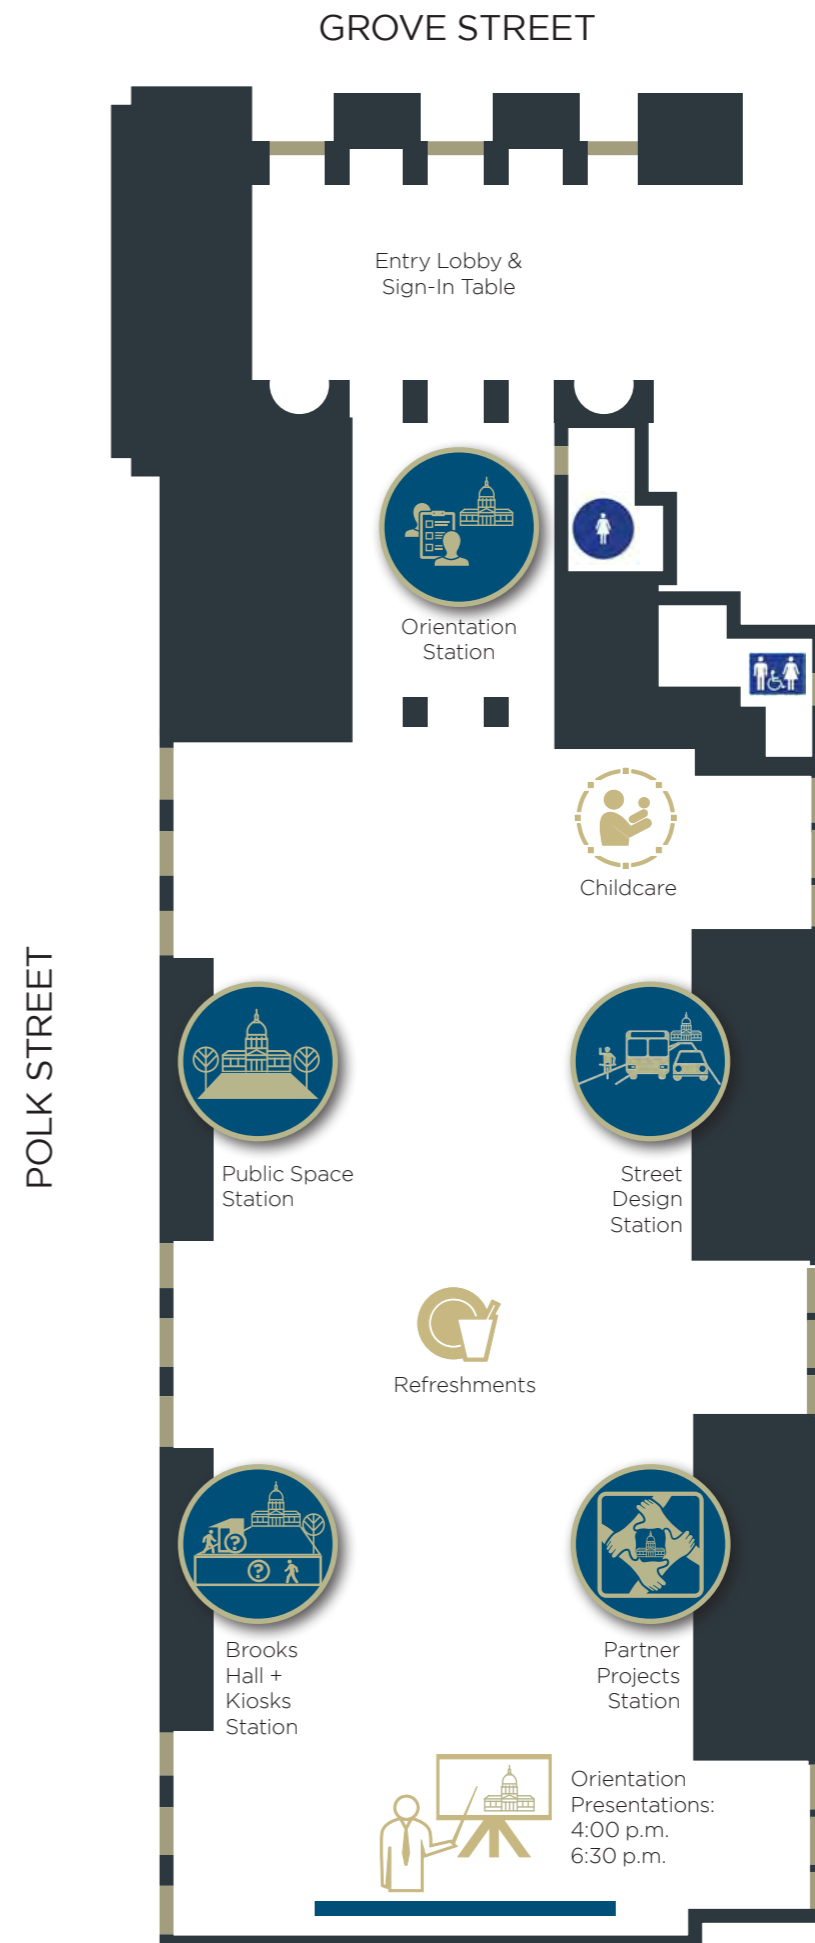 GROVE STREET
Entry Lobby &
Sign-In Table
Orientation
Station
Childcare
POLK STREET
Public Space
Station
Street
Design
Station
Refreshments
?
?
Brooks
Hall +
Kiosks
Station
Partner
Projects
Station
Orientation
Presentations:
4:00 p.m.
6:30 p.m.